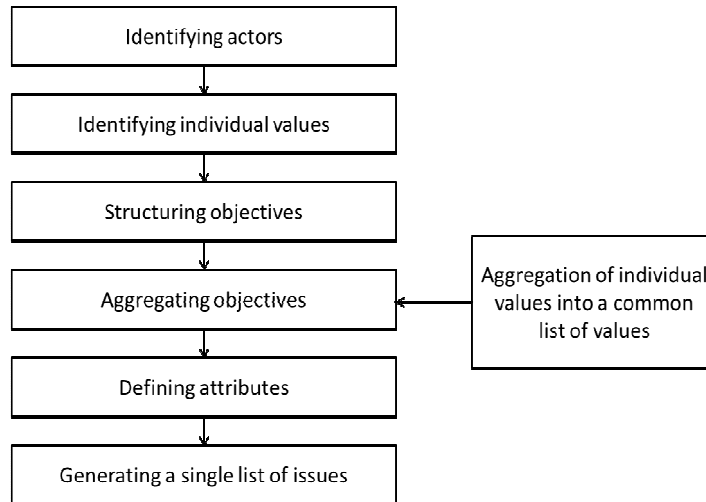 Identifying actors
Identifying individual values
Structuring objectives
Aggregating objectives
Aggregation of individual
values into a common
list of values
Defining attributes
Generating a single list of issues